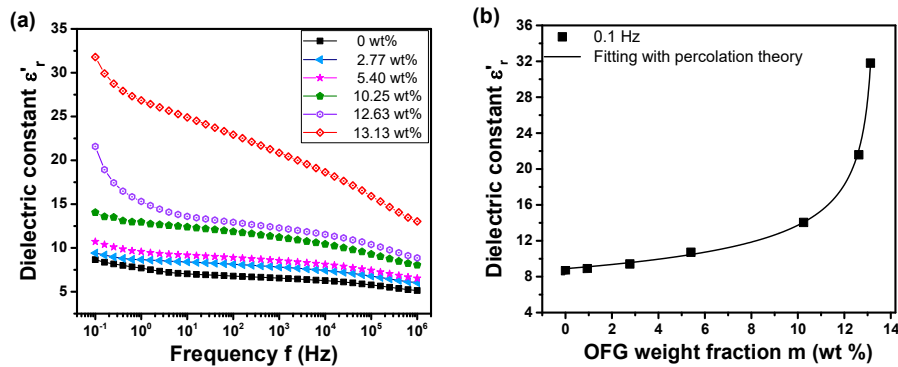 (a)
35
30
25
20
15
10
5
Dielectric constant ε'r
0 wt%
2.77 wt%
5.40 wt%
10.25 wt%
12.63 wt%
13.13 wt%
10⁻¹ 10⁰ 10¹ 10² 10³ 10⁴ 10⁵ 10⁶
Frequency f (Hz)
(b)
36
32
28
24
20
16
12
8
4
Dielectric constant ε'r
0.1 Hz
Fitting with percolation theory
0 2 4 6 8 10 12 14
OFG weight fraction m (wt %)